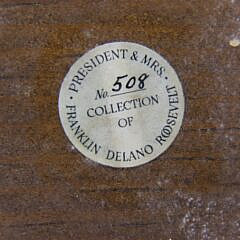 · PRESIDENT & MRS. ·
No. 508
COLLECTION
OF
FRANKLIN DELANO ROOSEVELT